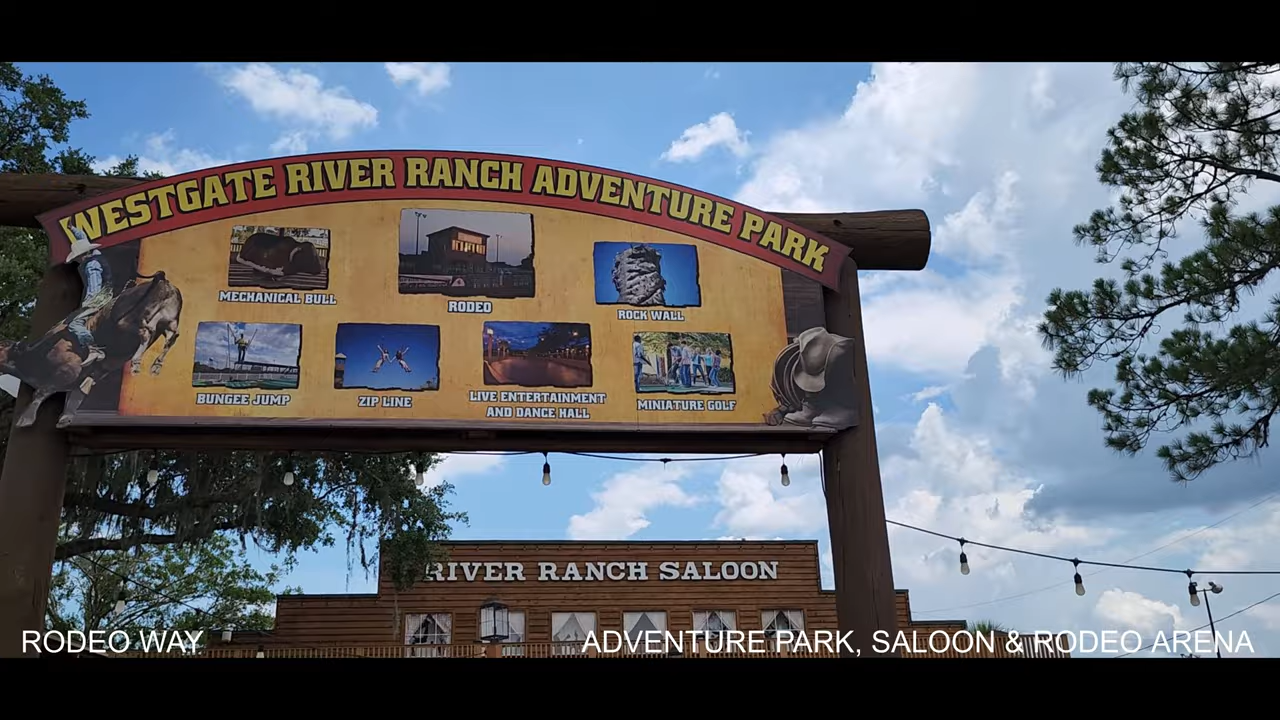 WESTGATE RIVER RANCH ADVENTURE PARK
MECHANICAL BULL
RODEO
ROCK WALL
BUNGEE JUMP
ZIP LINE
LIVE ENTERTAINMENT
AND DANCE HALL
MINIATURE GOLF
RIVER RANCH SALOON
RODEO WAY
ADVENTURE PARK, SALOON & RODEO ARENA